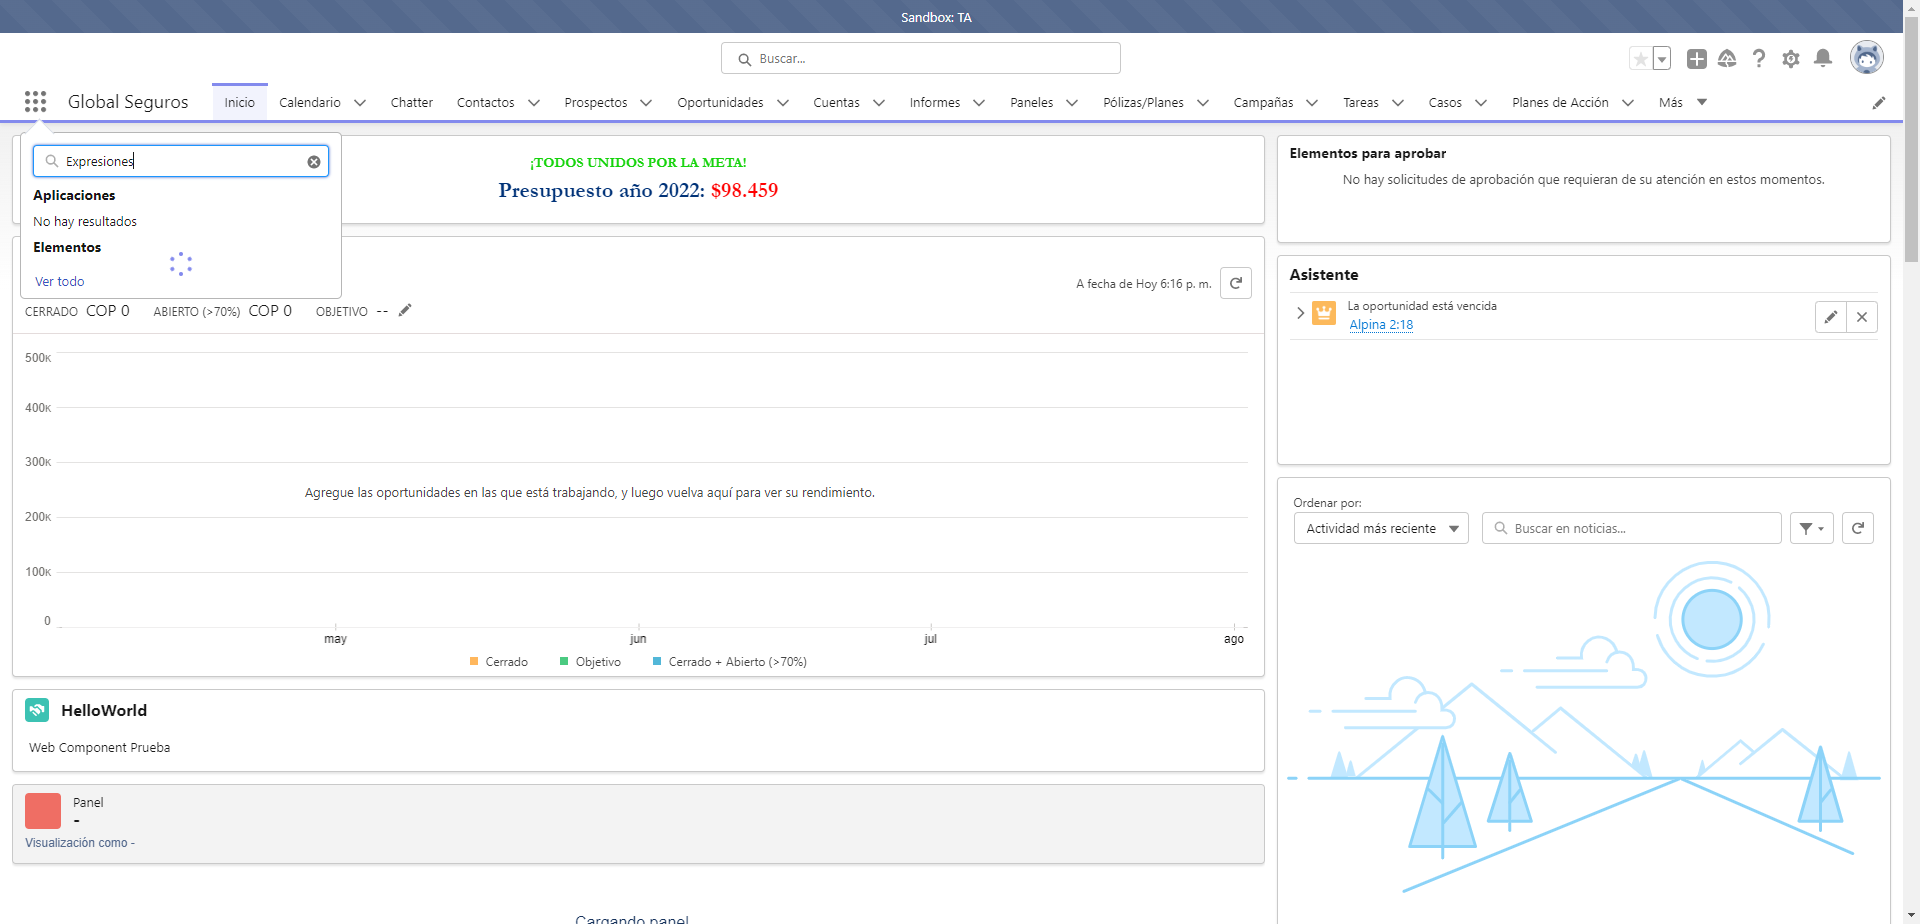 Sandbox: TA
Buscar...
Global Seguros
Inicio
Calendario
Chatter
Contactos
Prospectos
Oportunidades
Cuentas
Informes
Paneles
Pólizas/Planes
Campañas
Tareas
Casos
Planes de Acción
Más
Expresiones
Aplicaciones
No hay resultados
Elementos
Ver todo
¡TODOS UNIDOS POR LA META!
Presupuesto año 2022: $98.459
A fecha de Hoy 6:16 p. m.
CERRADO COP 0 ABIERTO (>70%) COP 0 OBJETIVO --
500K
400K
300K
200K
100K
0
Agregue las oportunidades en las que está trabajando, y luego vuelva aquí para ver su rendimiento.
may
jun
jul
ago
Cerrado
Objetivo
Cerrado + Abierto (>70%)
HelloWorld
Web Component Prueba
Panel
-
Visualización como -
Cargando panel
Elementos para aprobar
No hay solicitudes de aprobación que requieran de su atención en estos momentos.
Asistente
La oportunidad está vencida
Alpina 2:18
Ordenar por:
Actividad más reciente
Buscar en noticias...